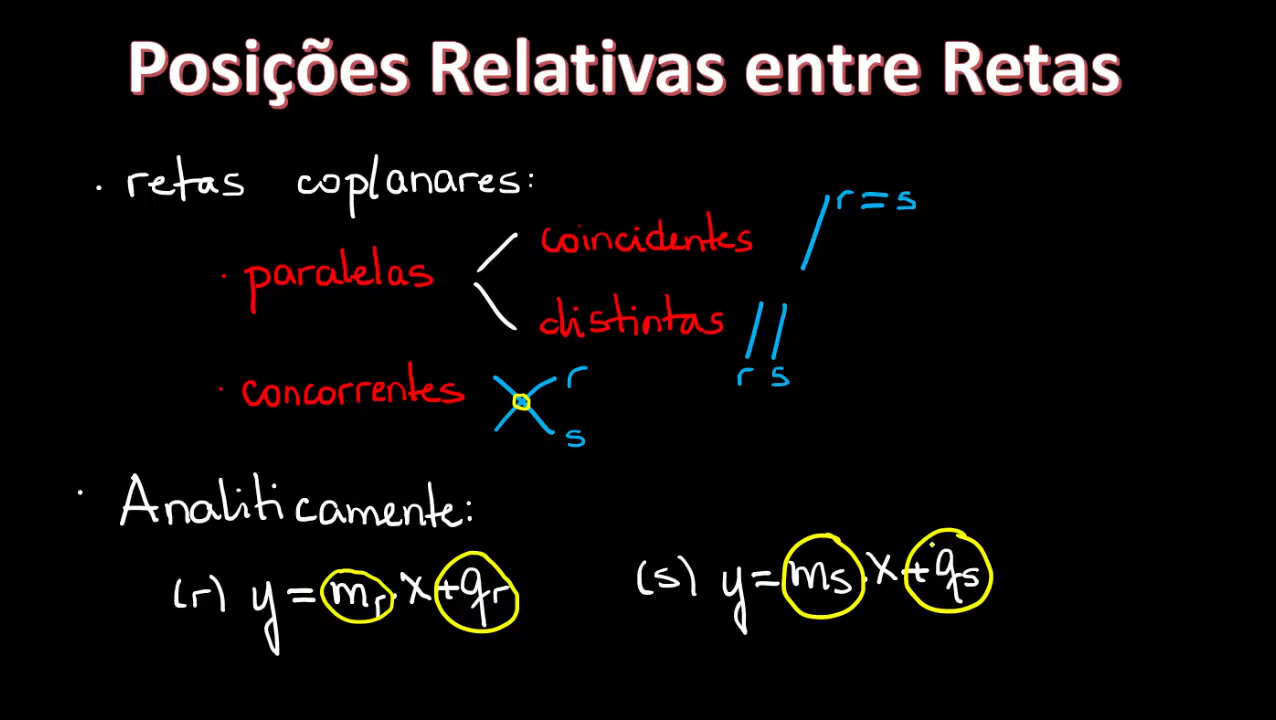 Posições Relativas entre Retas
· retas coplanares:
r = s
coincidentes
· paralelas
distintas
r s
· concorrentes
r
s
· Analiticamente:
(r) y = mr · x + qr
(s) y = ms · x + qs